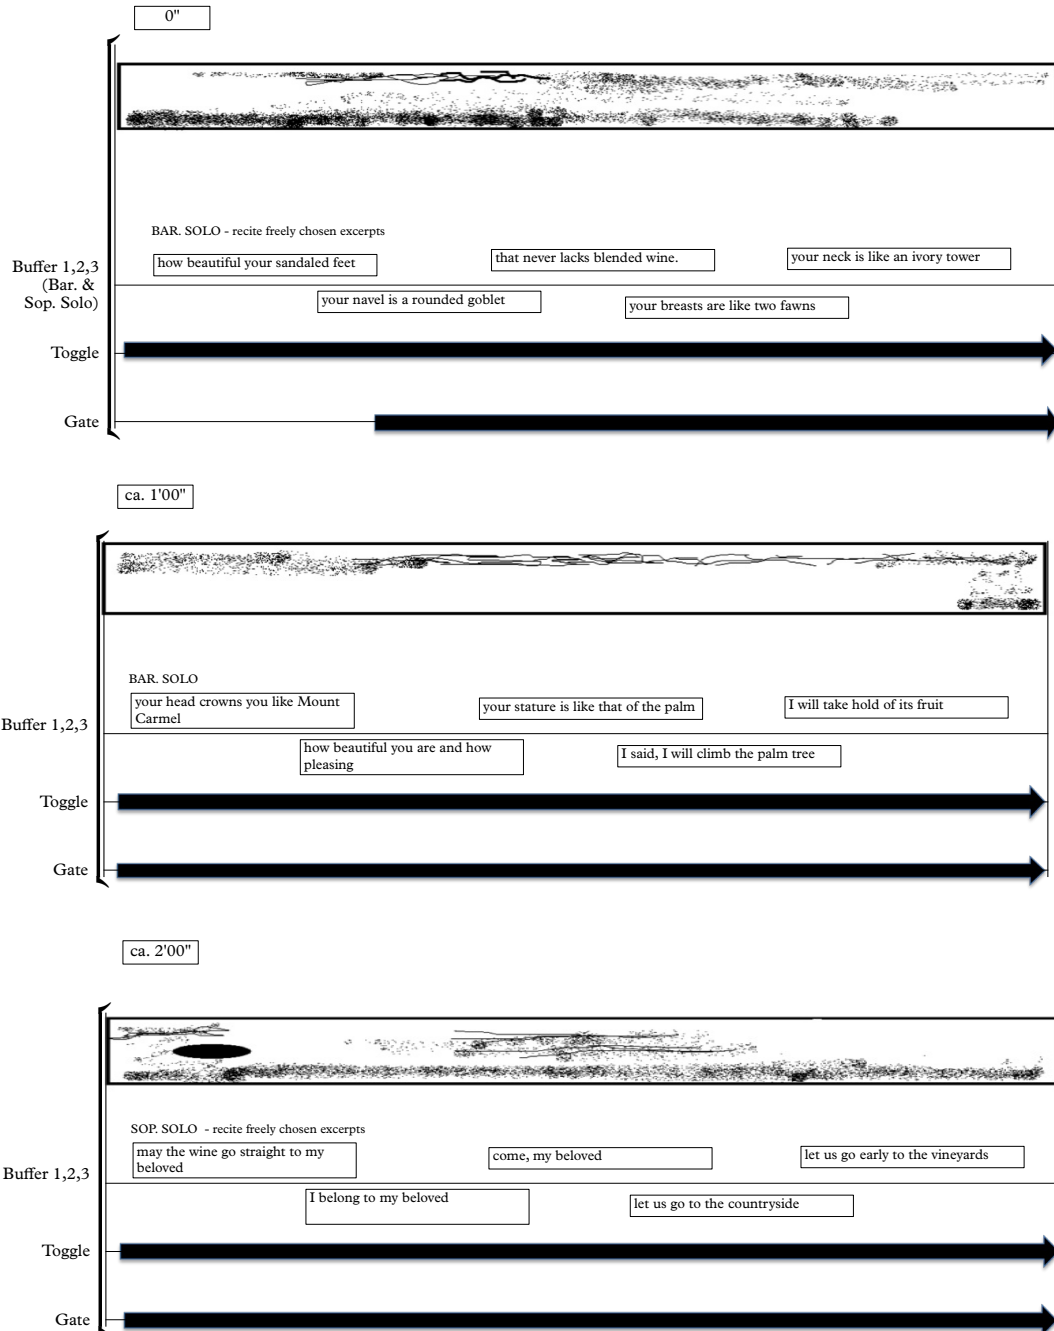 0"
BAR. SOLO - recite freely chosen excerpts
how beautiful your sandaled feet
that never lacks blended wine.
your neck is like an ivory tower
Buffer 1,2,3
(Bar. &
Sop. Solo)
your navel is a rounded goblet
your breasts are like two fawns
Toggle
Gate
ca. 1'00"
BAR. SOLO
your head crowns you like Mount
Carmel
your stature is like that of the palm
I will take hold of its fruit
Buffer 1,2,3
how beautiful you are and how
pleasing
I said, I will climb the palm tree
Toggle
Gate
ca. 2'00"
SOP. SOLO  - recite freely chosen excerpts
may the wine go straight to my
beloved
come, my beloved
let us go early to the vineyards
Buffer 1,2,3
I belong to my beloved
let us go to the countryside
Toggle
Gate